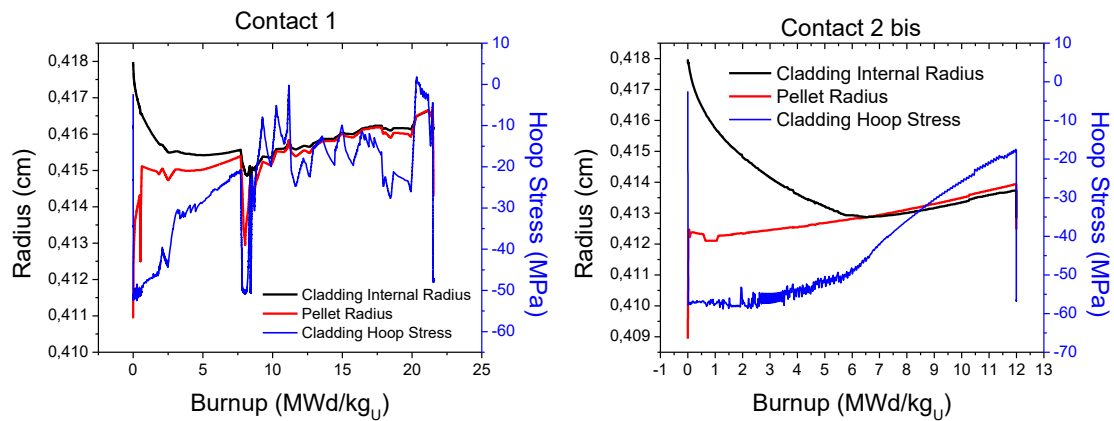 Contact 1
0,418
0,417
0,416
0,415
0,414
0,413
0,412
0,411
0,410
Radius (cm)
10
0
-10
-20
-30
-40
-50
-60
Hoop Stress (MPa)
Cladding Internal Radius
Pellet Radius
Cladding Hoop Stress
0 5 10 15 20 25
Burnup (MWd/kgU)
Contact 2 bis
0,418
0,417
0,416
0,415
0,414
0,413
0,412
0,411
0,410
0,409
Radius (cm)
Cladding Internal Radius
Pellet Radius
Cladding Hoop Stress
10
0
-10
-20
-30
-40
-50
-60
-70
Hoop Stress (MPa)
-1 0 1 2 3 4 5 6 7 8 9 10 11 12 13
Burnup (MWd/kgU)